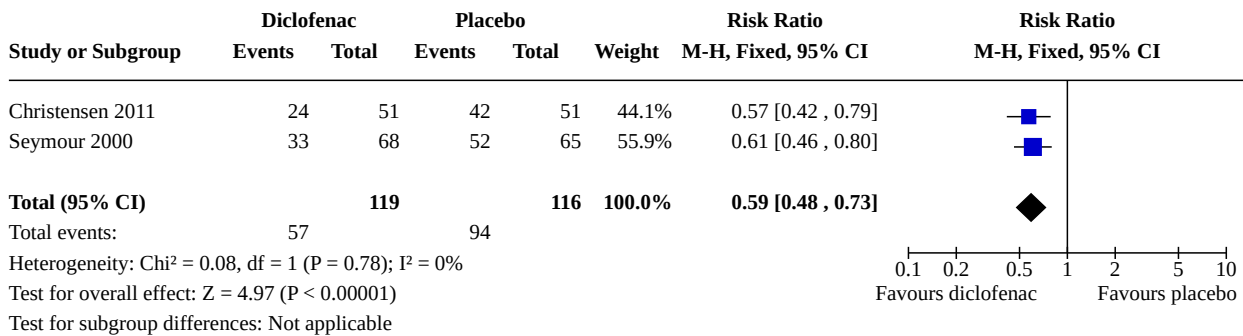 Diclofenac Placebo Risk Ratio Risk Ratio
Study or Subgroup Events Total Events Total Weight M-H, Fixed, 95% CI M-H, Fixed, 95% CI
Christensen 2011 24 51 42 51 44.1% 0.57 [0.42 , 0.79]
Seymour 2000 33 68 52 65 55.9% 0.61 [0.46 , 0.80]
Total (95% CI) 119 116 100.0% 0.59 [0.48 , 0.73]
Total events: 57 94
Heterogeneity: Chi² = 0.08, df = 1 (P = 0.78); I² = 0%
0.1 0.2 0.5 1 2 5 10
Test for overall effect: Z = 4.97 (P < 0.00001) Favours diclofenac Favours placebo
Test for subgroup differences: Not applicable